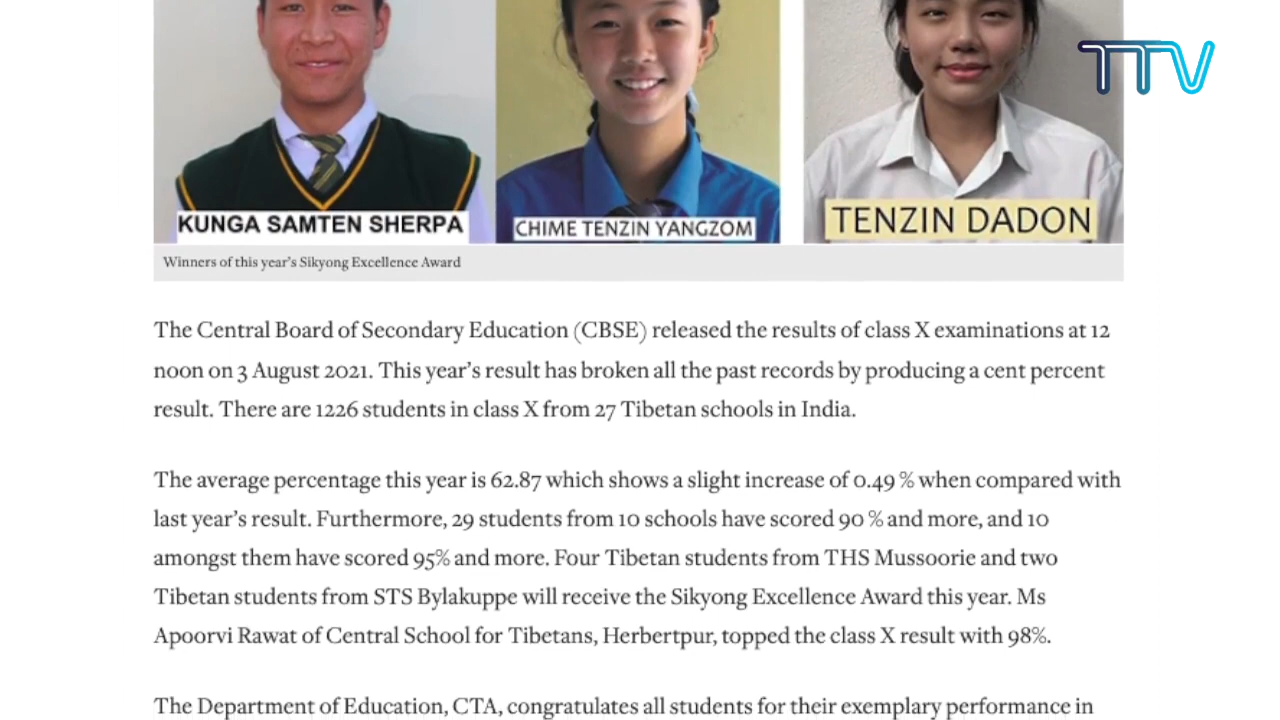 TTV
KUNGA SAMTEN SHERPA
CHIME TENZIN YANGZOM
TENZIN DADON
Winners of this year's Sikyong Excellence Award
The Central Board of Secondary Education (CBSE) released the results of class X examinations at 12
noon on 3 August 2021. This year's result has broken all the past records by producing a cent percent
result. There are 1226 students in class X from 27 Tibetan schools in India.
The average percentage this year is 62.87 which shows a slight increase of 0.49 % when compared with
last year's result. Furthermore, 29 students from 10 schools have scored 90 % and more, and 10
amongst them have scored 95% and more. Four Tibetan students from THS Mussoorie and two
Tibetan students from STS Bylakuppe will receive the Sikyong Excellence Award this year. Ms
Apoorvi Rawat of Central School for Tibetans, Herbertpur, topped the class X result with 98%.
The Department of Education, CTA, congratulates all students for their exemplary performance in